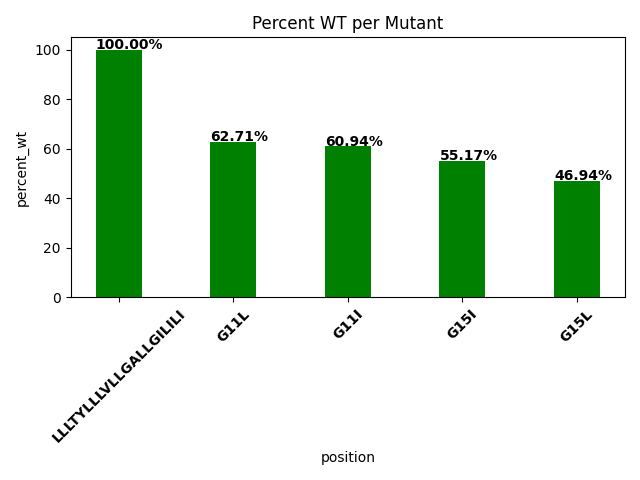 Percent WT per Mutant
percent_wt
100
80
60
40
20
0
100.00%
62.71%
60.94%
55.17%
46.94%
LLLTYLLLVLLGALLGILILI
G11L
G11I
G15I
G15L
position